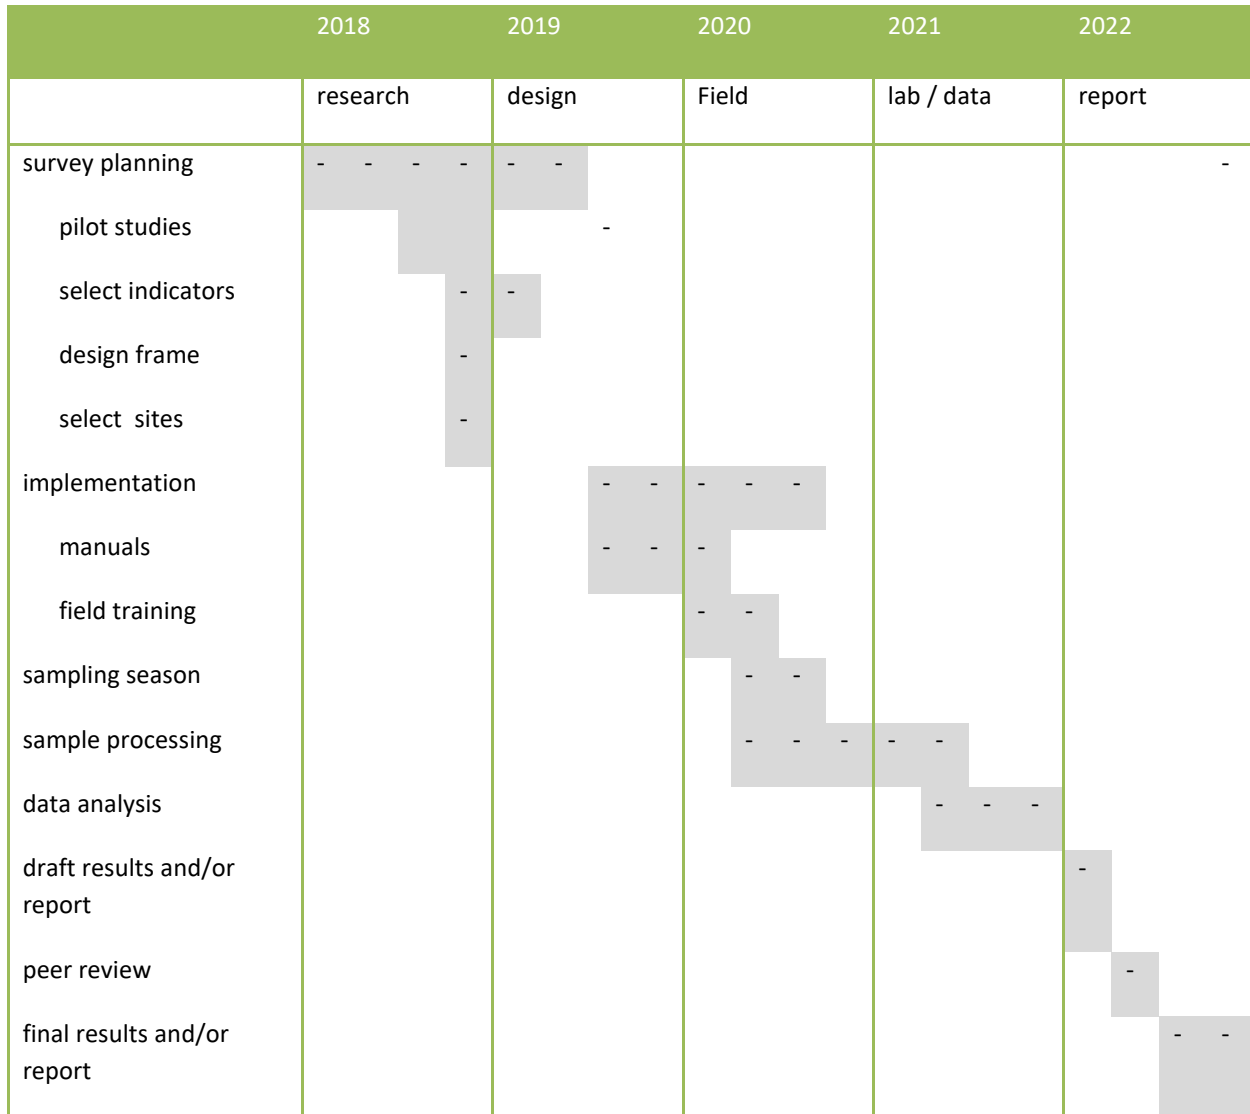 2018 2019 2020 2021 2022
research design Field lab / data report
survey planning - - - - - - -
pilot studies -
select indicators - -
design frame -
select sites -
implementation - - - - -
manuals - - -
field training - -
sampling season - -
sample processing - - - - -
data analysis - - -
draft results and/or -
report
peer review -
final results and/or - -
report